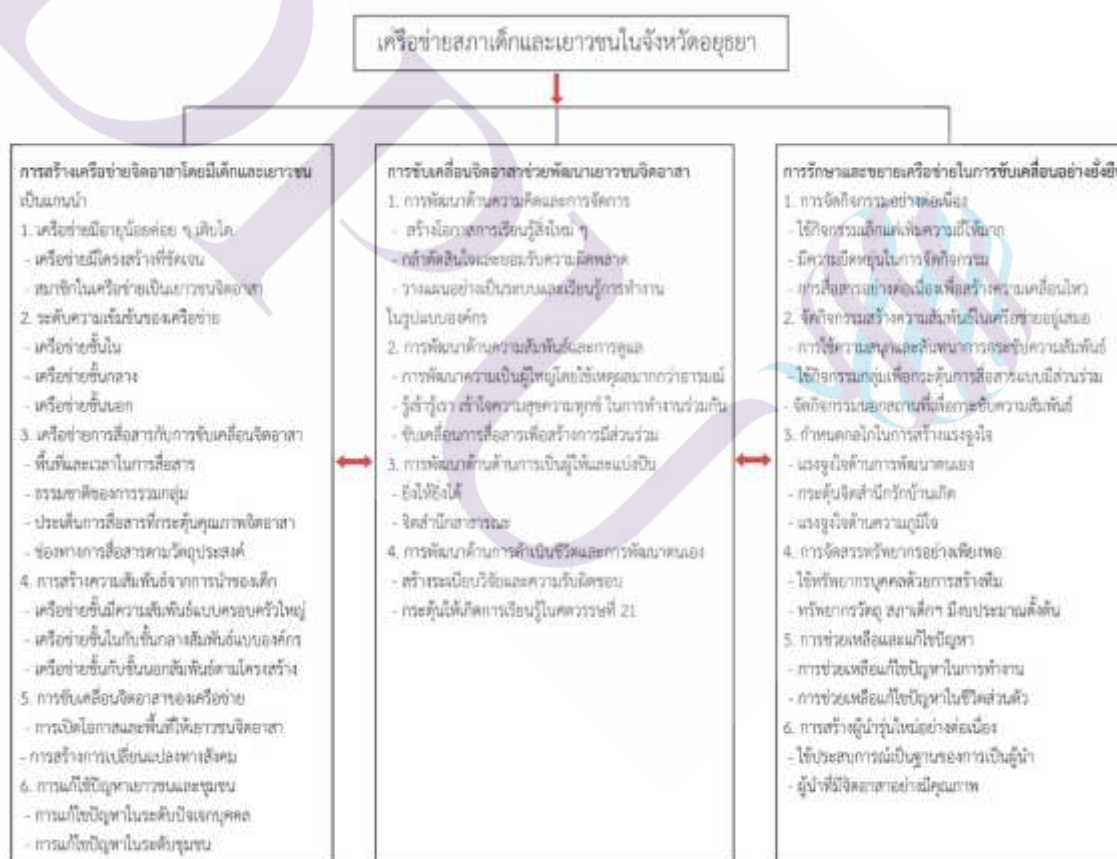 เครือข่ายสภาเด็กและเยาวชนในจังหวัดอยุธยา
การสร้างเครือข่ายจิตอาสาโดยมีเด็กและเยาวชน
เป็นแกนนำ
1. เครือข่ายมีอายุน้อยค่อย ๆ เติบโต
- เครือข่ายมีโครงสร้างที่ชัดเจน
- สมาชิกในเครือข่ายเป็นเยาวชนจิตอาสา
2. ระดับความเข้มข้นของเครือข่าย
- เครือข่ายชั้นใน
- เครือข่ายชั้นกลาง
- เครือข่ายชั้นนอก
3. เครือข่ายการสื่อสารกับการขับเคลื่อนจิตอาสา
- พื้นที่และเวลาในการสื่อสาร
- ธรรมชาติของการรวมกลุ่ม
- ประเด็นการสื่อสารที่กระตุ้นคุณภาพจิตอาสา
- ช่องทางการสื่อสารตามวัตถุประสงค์
4. การสร้างความสัมพันธ์จากการนำของเด็ก
- เครือข่ายชั้นมีความสัมพันธ์แบบครอบครัวใหญ่
- เครือข่ายชั้นในกับชั้นกลางสัมพันธ์แบบองค์กร
- เครือข่ายชั้นกับชั้นนอกสัมพันธ์ตามโครงสร้าง
5. การขับเคลื่อนจิตอาสาของเครือข่าย
- การเปิดโอกาสและพื้นที่ให้เยาวชนจิตอาสา
- การสร้างการเปลี่ยนแปลงทางสังคม
6. การแก้ไขปัญหาเยาวชนและชุมชน
- การแก้ไขปัญหาในระดับปัจเจกบุคคล
- การแก้ไขปัญหาในระดับชุมชน
การขับเคลื่อนจิตอาสาช่วยพัฒนาเยาวชนจิตอาสา
1. การพัฒนาด้านความคิดและการจัดการ
- สร้างโอกาสการเรียนรู้สิ่งใหม่ ๆ
- กล้าตัดสินใจและยอมรับความผิดพลาด
- วางแผนอย่างเป็นระบบและเรียนรู้การทำงาน
ในรูปแบบองค์กร
2. การพัฒนาด้านความสัมพันธ์และการดูแล
- การพัฒนาความเป็นผู้ใหญ่โดยใช้เหตุผลมากกว่าอารมณ์
- รู้เขารู้เรา เข้าใจความสุขความทุกข์ ในการทำงานร่วมกัน
- ขับเคลื่อนการสื่อสารเพื่อสร้างการมีส่วนร่วม
3. การพัฒนาด้านด้านการเป็นผู้ให้และแบ่งปัน
- ยิ่งให้ยิ่งได้
- จิตสำนึกสาธารณะ
4. การพัฒนาด้านการดำเนินชีวิตและการพัฒนาตนเอง
- สร้างระเบียบวินัยและความรับผิดชอบ
- กระตุ้นให้เกิดการเรียนรู้ในศตวรรษที่ 21
การรักษาและขยายเครือข่ายในการขับเคลื่อนอย่างยั่งยืน
1. การจัดกิจกรรมอย่างต่อเนื่อง
- ใช้กิจกรรมเล็กแต่เพิ่มความถี่ให้มาก
- มีความยืดหยุ่นในการจัดกิจกรรม
- การสื่อสารอย่างต่อเนื่องเพื่อสร้างความเคลื่อนไหว
2. จัดกิจกรรมสร้างความสัมพันธ์ในเครือข่ายอยู่เสมอ
- การใช้ความสนุกและสันทนาการกระชับความสัมพันธ์
- ใช้กิจกรรมกลุ่มเพื่อกระตุ้นการสื่อสารแบบมีส่วนร่วม
- จัดกิจกรรมนอกสถานที่เพื่อกระชับความสัมพันธ์
3. กำหนดกลไกในการสร้างแรงจูงใจ
- แรงจูงใจด้านการพัฒนาตนเอง
- กระตุ้นจิตสำนึกรักบ้านเกิด
- แรงจูงใจด้านความภูมิใจ
4. การจัดสรรทรัพยากรอย่างเพียงพอ
- ใช้ทรัพยากรบุคคลด้วยการสร้างทีม
- ทรัพยากรวัตถุ สภาเด็กฯ มีงบประมาณตั้งต้น
5. การช่วยเหลือและแก้ไขปัญหา
- การช่วยเหลือแก้ไขปัญหาในการทำงาน
- การช่วยเหลือแก้ไขปัญหาในชีวิตส่วนตัว
6. การสร้างผู้นำรุ่นใหม่อย่างต่อเนื่อง
- ใช้ประสบการณ์เป็นฐานของการเป็นผู้นำ
- ผู้นำที่มีจิตอาสาอย่างมีคุณภาพ